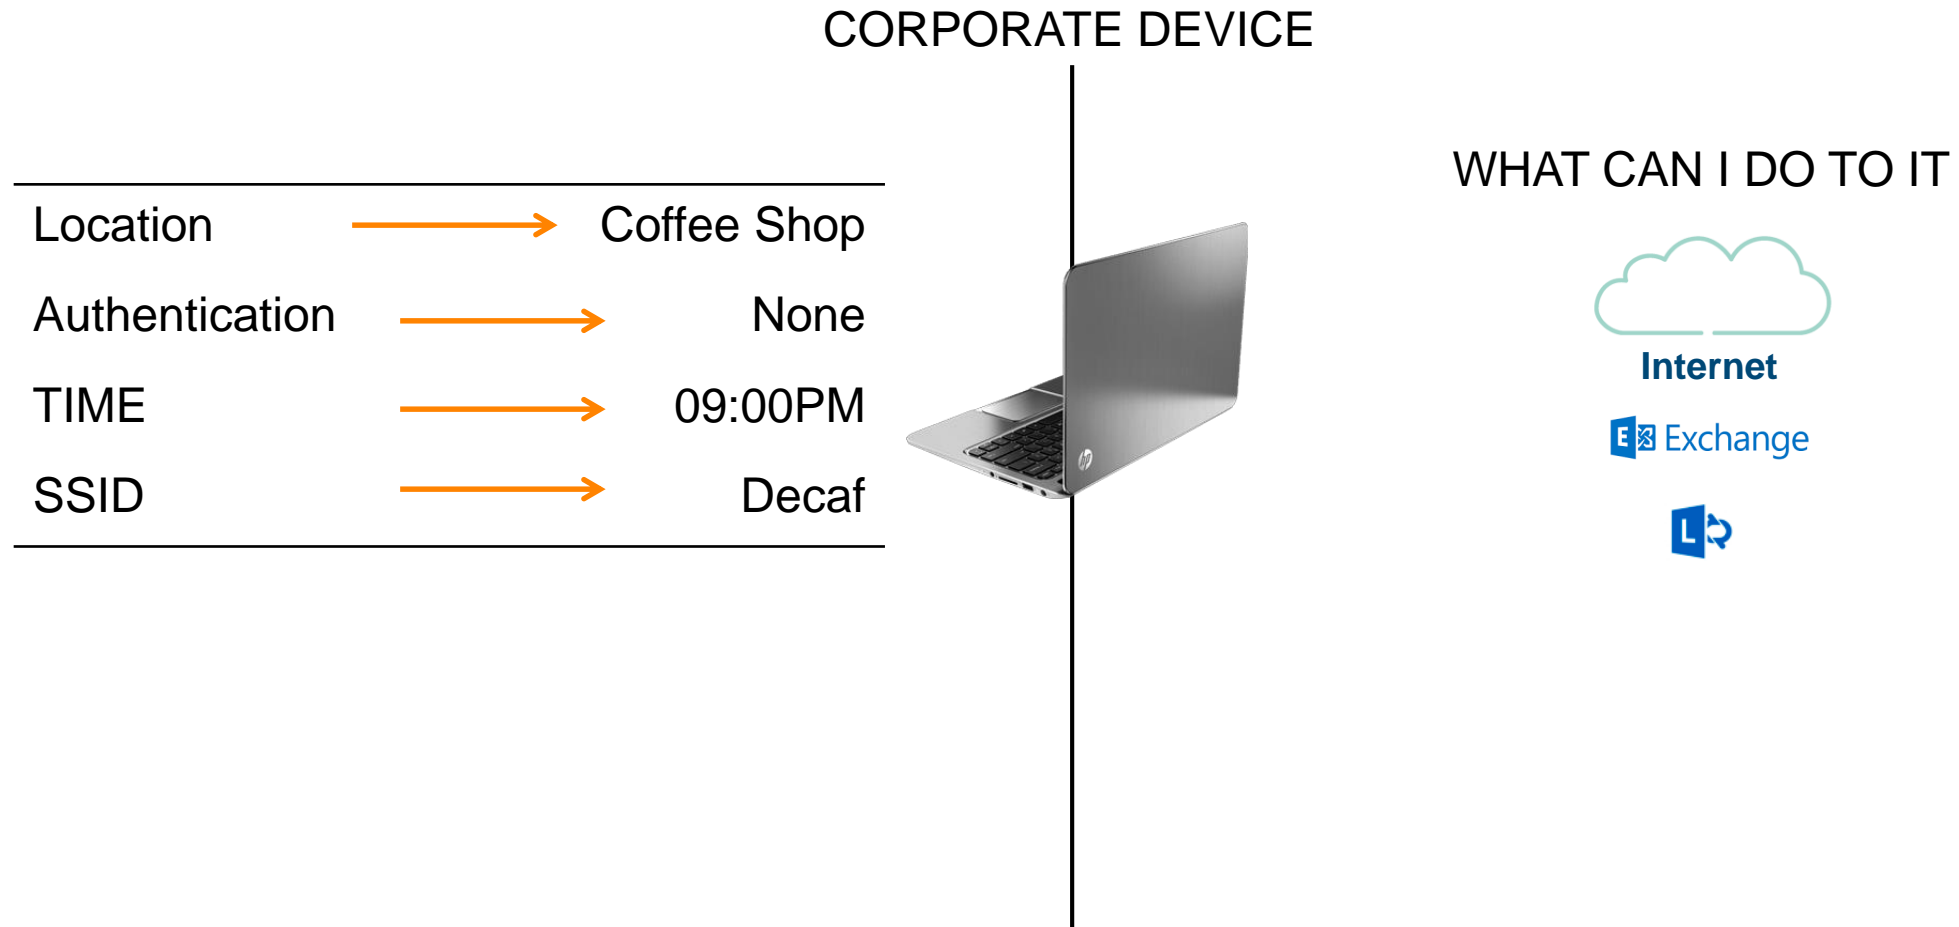 CORPORATE DEVICE
WHAT CAN I DO TO IT
Location Coffee Shop
Authentication None
TIME 09:00PM
SSID Decaf
hp
Internet
E Exchange
L